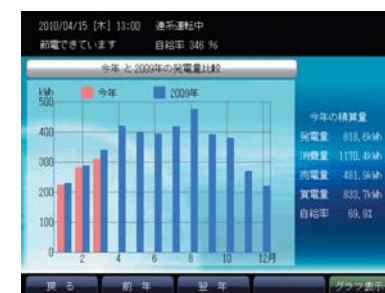 2010/04/15 [木] 13:00 連系運転中
節電できています 自給率 346 %
今年 と 2009年の発電量比較
kWh 今年 2009年
500
400
300
200
100
0
2 4 6 8 10 12月
今年の積算量
発電量 818.6kWh
消費量 1170.4kWh
売電量 481.9kWh
買電量 833.7kWh
自給率 69.9%
戻る 前年 翌年 グラフ表示